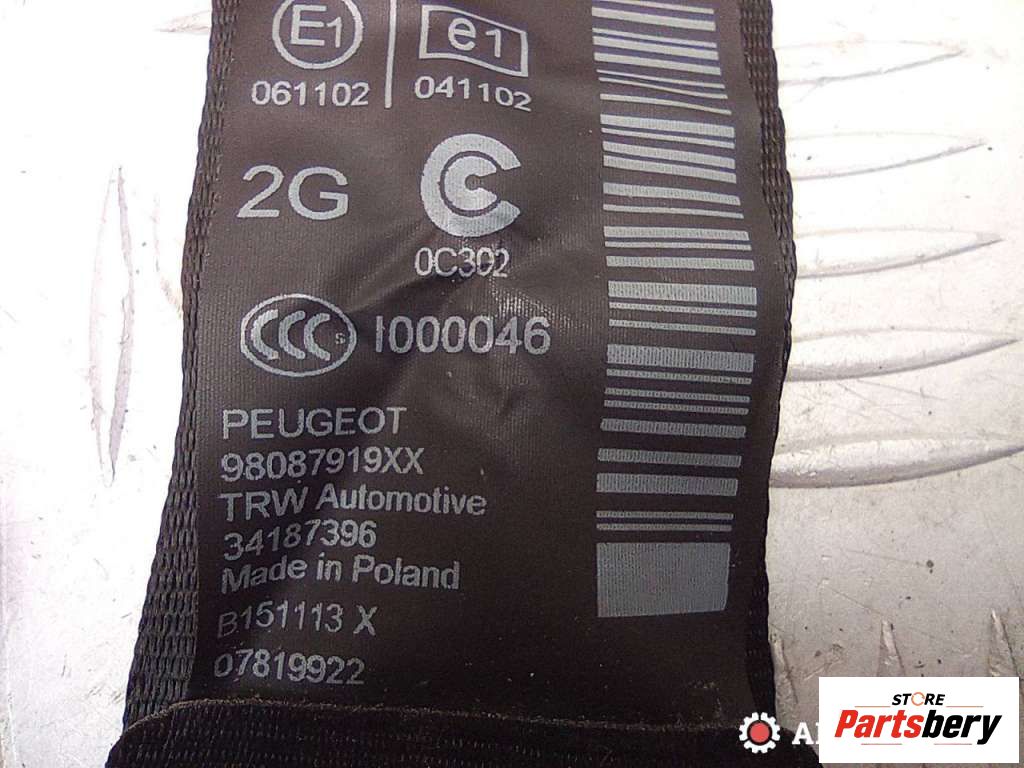 E1 e1
061102 041102
2G
0C302
CCC S I000046
PEUGEOT
98087919XX
TRW Automotive
34187396
Made in Poland
B151113 X
07819922
STORE
Partsbery